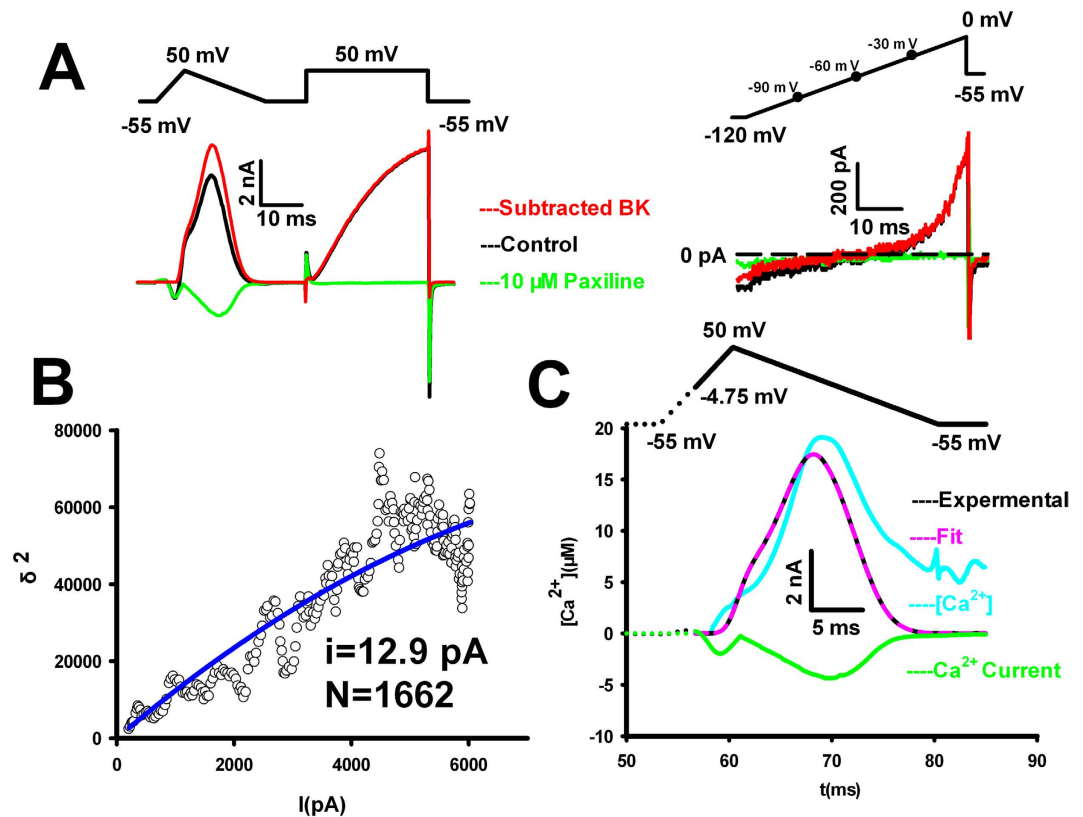 A
50 mV
50 mV
-55 mV
-55 mV
2 nA
10 ms
---Subtracted BK
---Control
---10 µM Paxiline
0 mV
-30 mV
-60 mV
-90 mV
-120 mV
-55 mV
200 pA
10 ms
0 pA
B
80000
60000
40000
20000
0
δ 2
i=12.9 pA
N=1662
0
2000
4000
6000
I(pA)
C
50 mV
-4.75 mV
-55 mV
-55 mV
20
15
10
5
0
-5
-10
[Ca2+](µM)
----Expermental
----Fit
----[Ca2+]
----Ca2+ Current
2 nA
5 ms
50
60
70
80
90
t(ms)